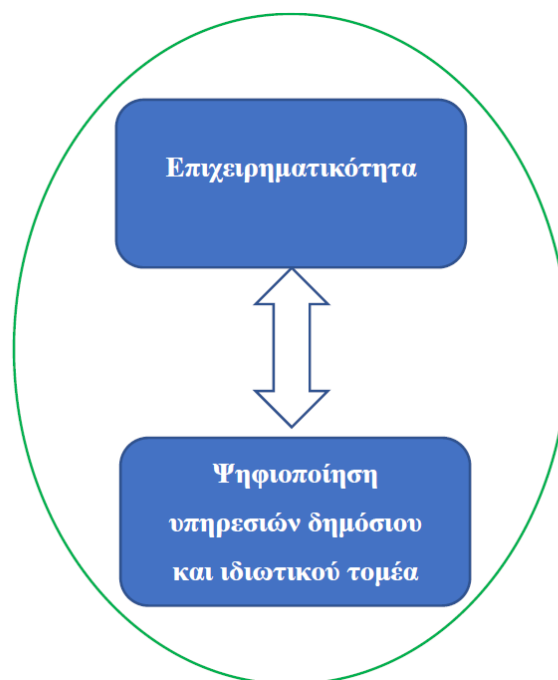 Επιχειρηματικότητα
Ψηφιοποίηση
υπηρεσιών δημόσιου
και ιδιωτικού τομέα